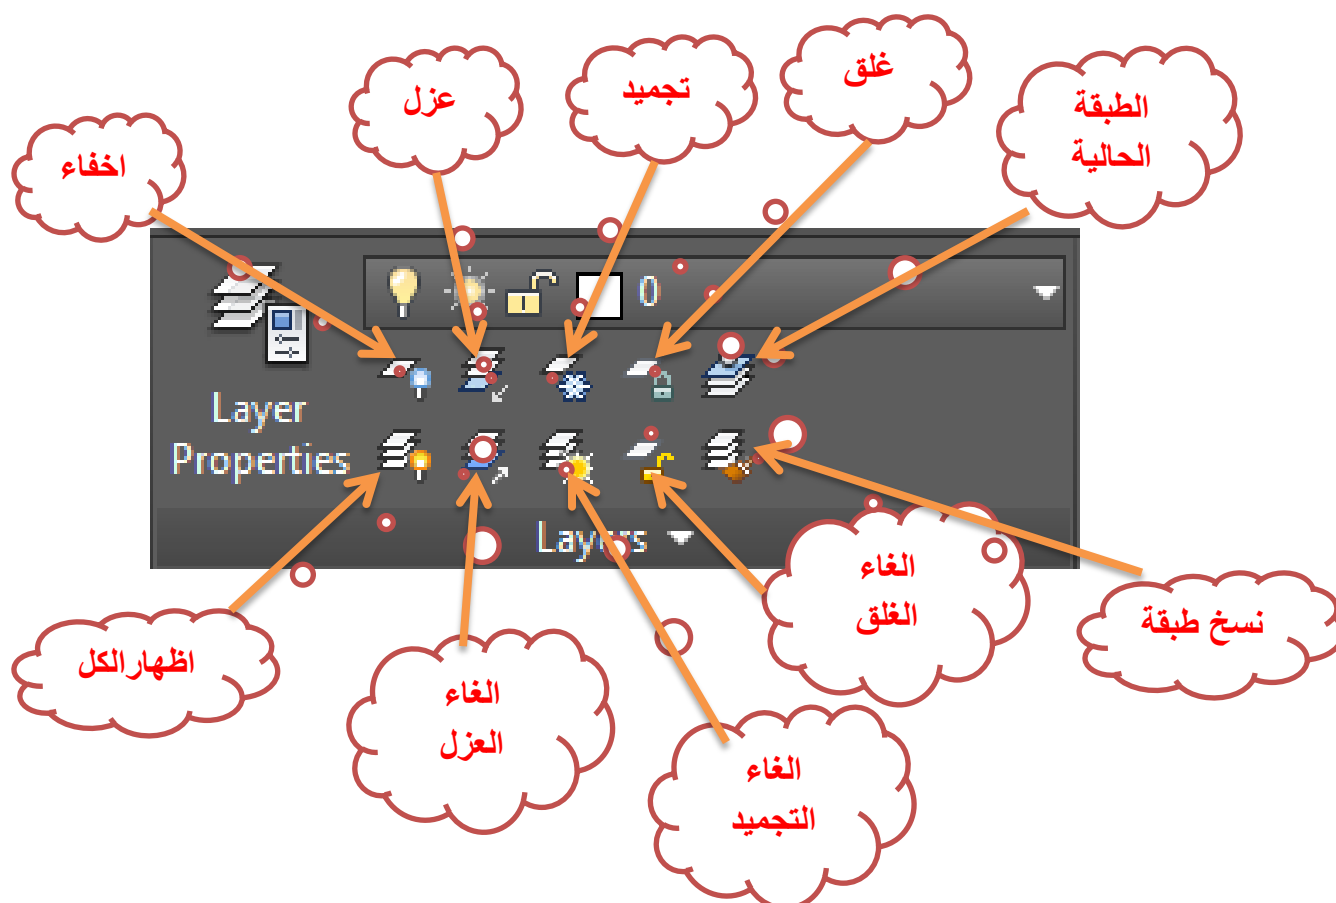 غلق
تجميد
عزل
الطبقة
الحالية
اخفاء
0
Layer
Properties
Layers
الغاء
الغلق
نسخ طبقة
اظهارالكل
الغاء
العزل
الغاء
التجميد